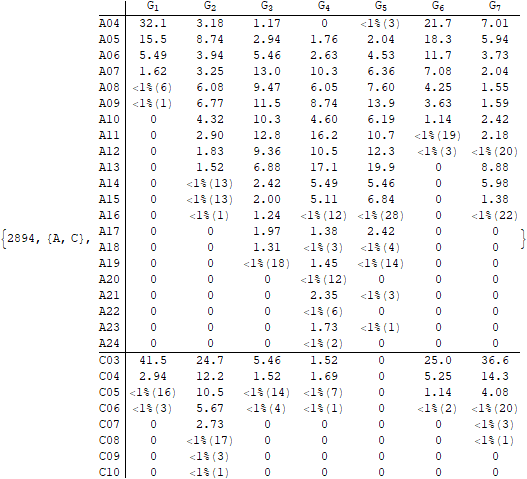 G1 G2 G3 G4 G5 G6 G7
A04 32.1 3.18 1.17 0 <1%(3) 21.7 7.01
A05 15.5 8.74 2.94 1.76 2.04 18.3 5.94
A06 5.49 3.94 5.46 2.63 4.53 11.7 3.73
A07 1.62 3.25 13.0 10.3 6.36 7.08 2.04
A08 <1%(6) 6.08 9.47 6.05 7.60 4.25 1.55
A09 <1%(1) 6.77 11.5 8.74 13.9 3.63 1.59
A10 0 4.32 10.3 4.60 6.19 1.14 2.42
A11 0 2.90 12.8 16.2 10.7 <1%(19) 2.18
A12 0 1.83 9.36 10.5 12.3 <1%(3) <1%(20)
A13 0 1.52 6.88 17.1 19.9 0 8.88
A14 0 <1%(13) 2.42 5.49 5.46 0 5.98
A15 0 <1%(13) 2.00 5.11 6.84 0 1.38
A16 0 <1%(1) 1.24 <1%(12) <1%(28) 0 <1%(22)
A17 0 0 1.97 1.38 2.42 0 0
{2894, {A, C}, A18 0 0 1.31 <1%(3) <1%(4) 0 0 }
A19 0 0 <1%(18) 1.45 <1%(14) 0 0
A20 0 0 0 <1%(12) 0 0 0
A21 0 0 0 2.35 <1%(3) 0 0
A22 0 0 0 <1%(6) 0 0 0
A23 0 0 0 1.73 <1%(1) 0 0
A24 0 0 0 <1%(2) 0 0 0
C03 41.5 24.7 5.46 1.52 0 25.0 36.6
C04 2.94 12.2 1.52 1.69 0 5.25 14.3
C05 <1%(16) 10.5 <1%(14) <1%(7) 0 1.14 4.08
C06 <1%(3) 5.67 <1%(4) <1%(1) 0 <1%(2) <1%(20)
C07 0 2.73 0 0 0 0 <1%(3)
C08 0 <1%(17) 0 0 0 0 <1%(1)
C09 0 <1%(3) 0 0 0 0 0
C10 0 <1%(1) 0 0 0 0 0